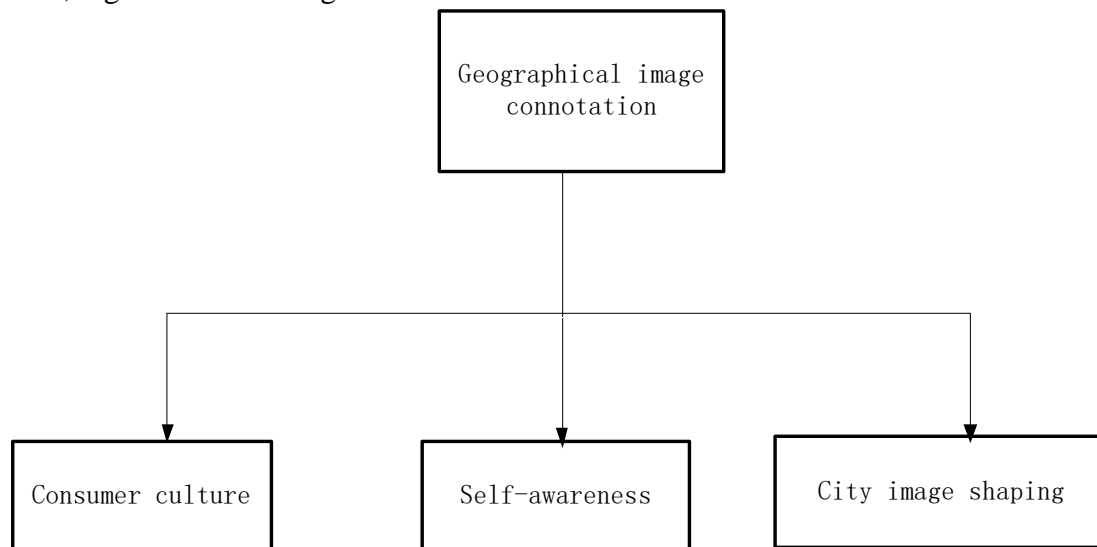 Geographical image
connotation
Consumer culture
Self-awareness
City image shaping